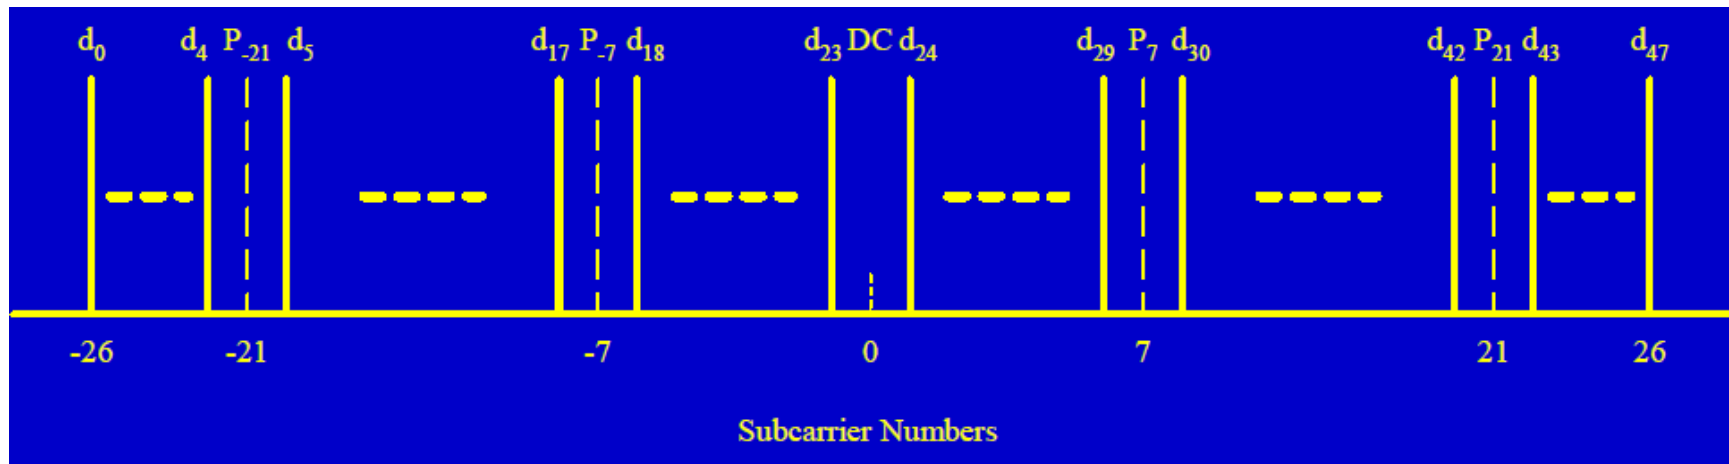 d0 d4 P-21 d5 d17 P-7 d18 d23 DC d24 d29 P7 d30 d42 P21 d43 d47
-26 -21 -7 0 7 21 26
Subcarrier Numbers